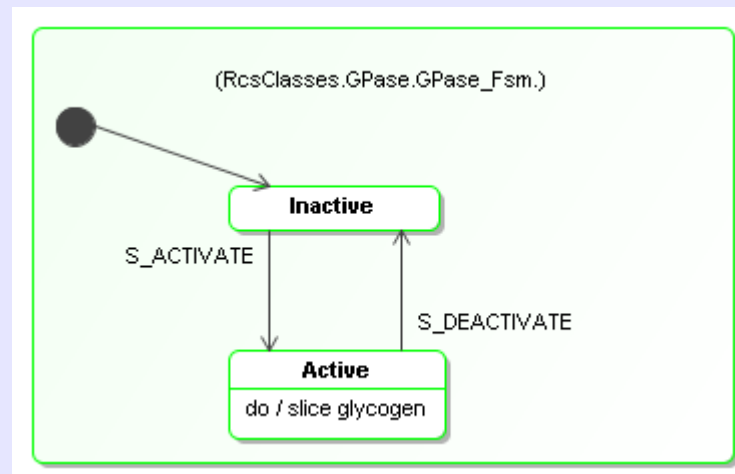 (RcsClasses.GPase.GPase_Fsm.)
Inactive
S_ACTIVATE
S_DEACTIVATE
Active
do / slice glycogen